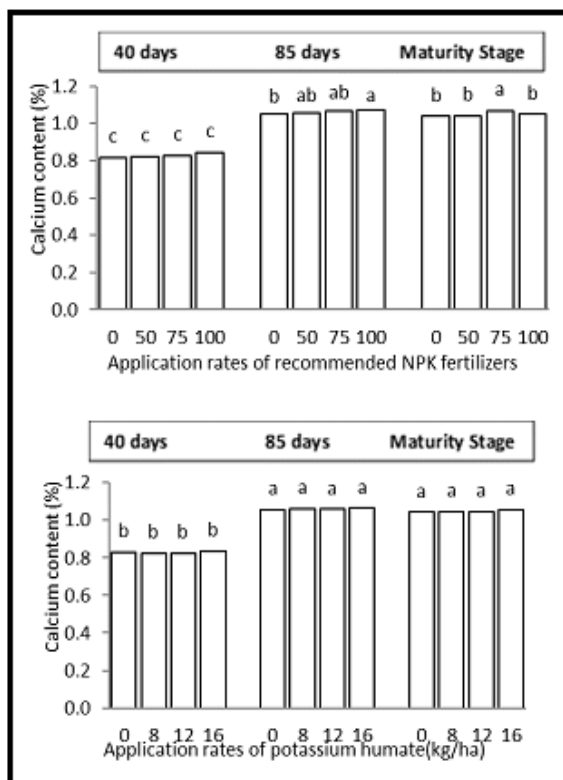 40 days 85 days Maturity Stage
1.2
1.0
0.8
0.6
0.4
0.2
0.0
Calcium content (%)
c c c c b ab ab a b b a b
0 50 75 100 0 50 75 100 0 50 75 100
Application rates of recommended NPK fertilizers
40 days 85 days Maturity Stage
1.2
1.0
0.8
0.6
0.4
0.2
0.0
Calcium content (%)
b b b b a a a a a a a a
0 8 12 16 0 8 12 16 0 8 12 16
Application rates of potassium humate(kg/ha)